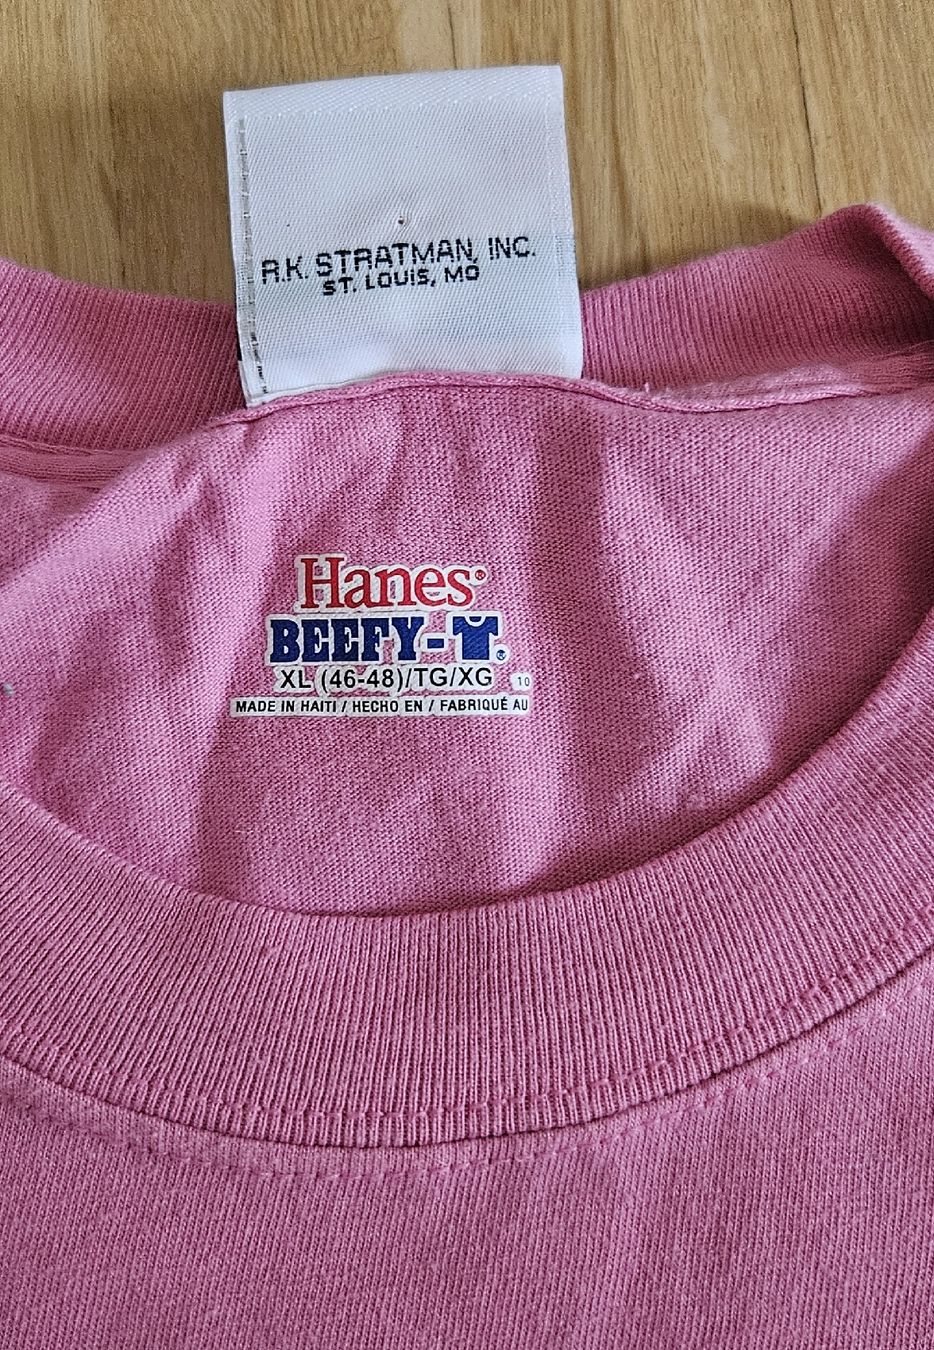 R.K. STRATMAN, INC.
ST. LOUIS, MO
Hanes®
BEEFY-T®
XL (46-48)/TG/XG 10
MADE IN HAITI / HECHO EN / FABRIQUÉ AU